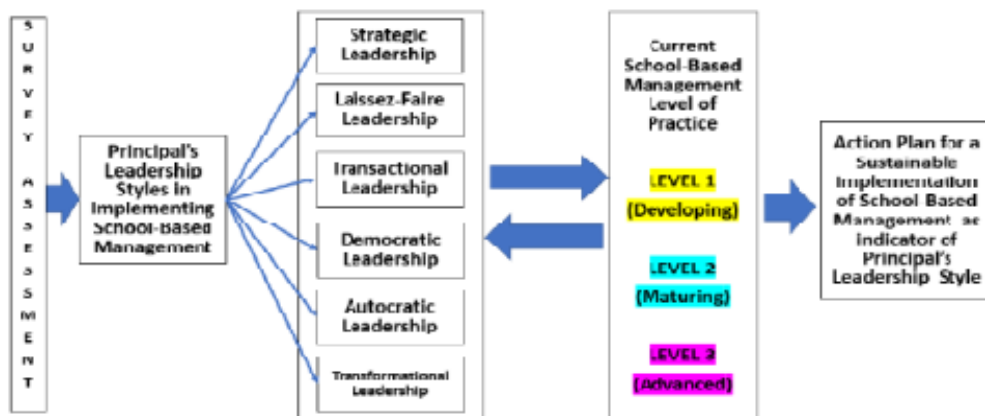 SURVEY ASSESSMENT
Principal's
Leadership
Styles in
Implementing
School-Based
Management
Strategic
Leadership
Laissez-Faire
Leadership
Transactional
Leadership
Democratic
Leadership
Autocratic
Leadership
Transformational
Leadership
Current
School-Based
Management
Level of
Practice
LEVEL 1
(Developing)
LEVEL 2
(Maturing)
LEVEL 3
(Advanced)
Action Plan for a
Sustainable
Implementation
of School-Based
Management as
Indicator of
Principal's
Leadership Style